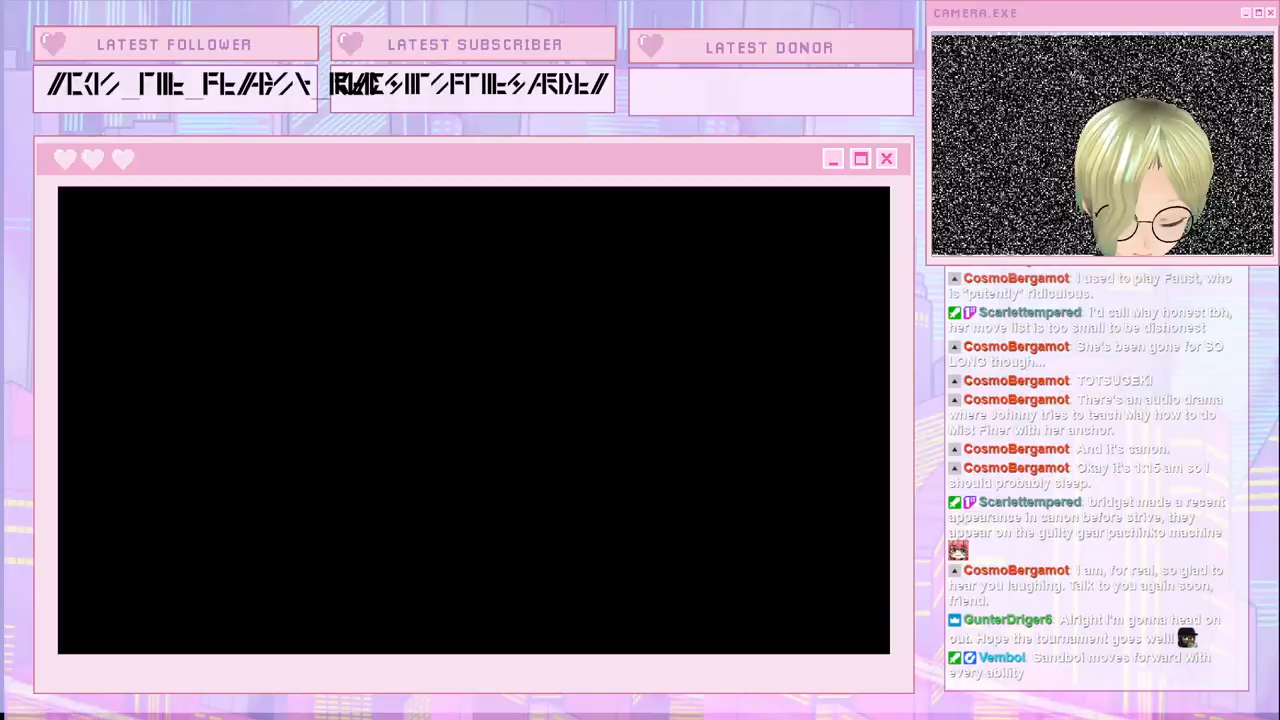 LATEST FOLLOWER
LATEST SUBSCRIBER
LATEST DONOR
CAMERA.EXE
CosmoBergamot: I used to play Faust, who
is *patently* ridiculous.
Scarlettempered: i'd call May honest tbh,
her move list is too small to be dishonest
CosmoBergamot: She's been gone for SO
LONG though...
CosmoBergamot: TOTSUGEKI
CosmoBergamot: There's an audio drama
where Johnny tries to teach May how to do
Mist Finer with her anchor.
CosmoBergamot: And it's canon.
CosmoBergamot: Okay it's 1:15 am so I
should probably sleep.
Scarlettempered: bridget made a recent
appearance in canon before strive, they
appear on the guilty gear pachinko machine
CosmoBergamot: I am, for real, so glad to
hear you laughing. Talk to you again soon,
friend.
GunterDriger6: Alright I'm gonna head on
out. Hope the tournament goes well!
Vemboi: Sandboi moves forward with
every ability